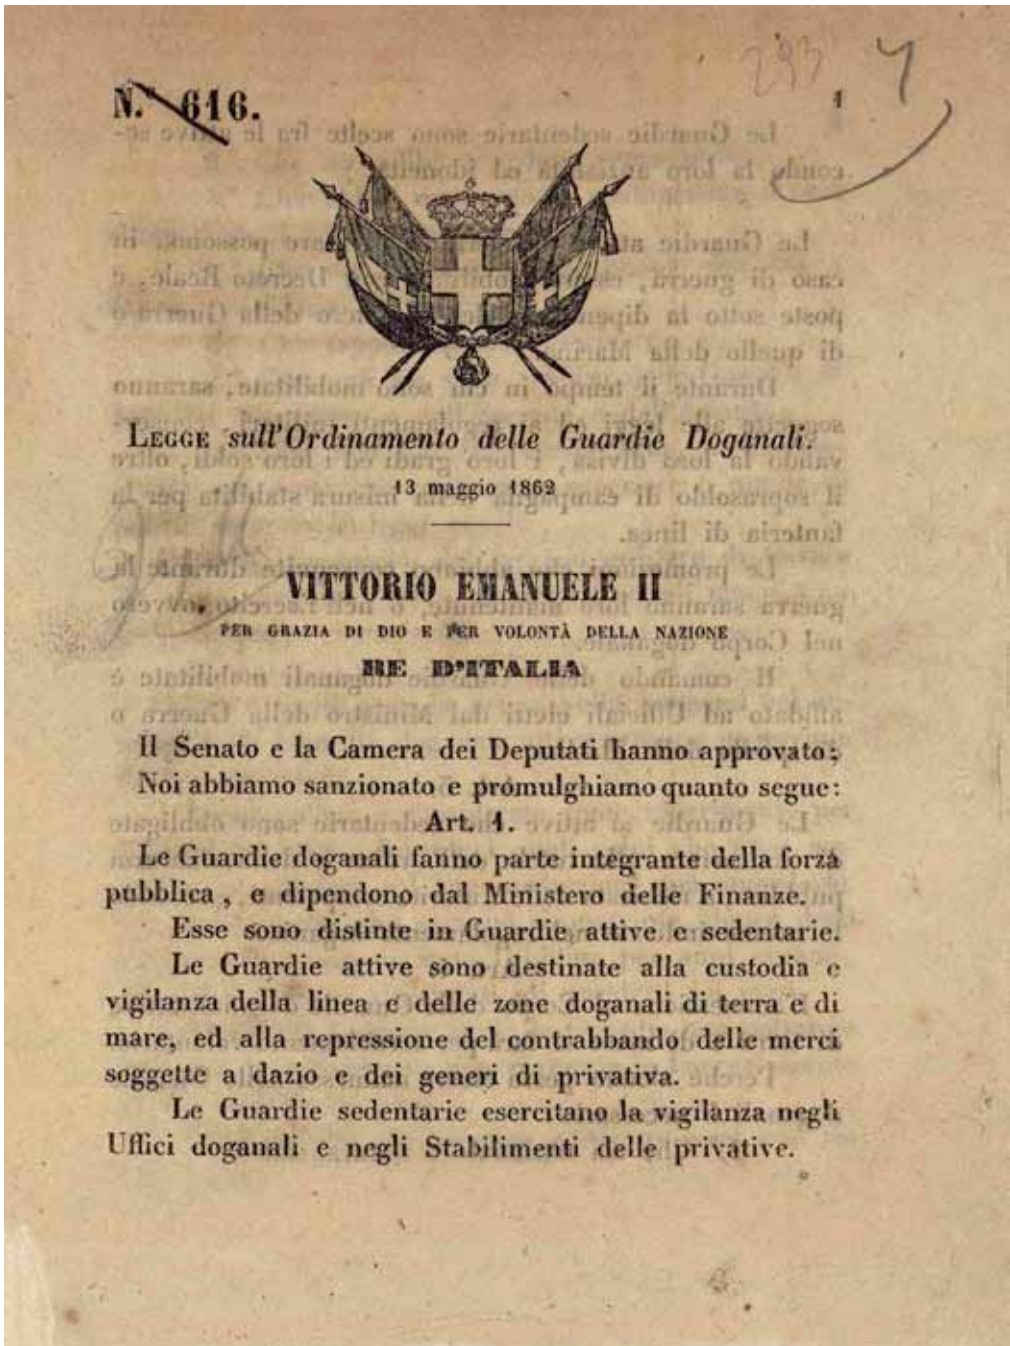 N.° 616.
293
1
LEGGE sull'Ordinamento delle Guardie Doganali.
13 maggio 1862
VITTORIO EMANUELE II
PER GRAZIA DI DIO E PER VOLONTÀ DELLA NAZIONE
RE D'ITALIA
Il Senato e la Camera dei Deputati hanno approvato;
Noi abbiamo sanzionato e promulghiamo quanto segue:
Art. 1.
Le Guardie doganali fanno parte integrante della forza
pubblica, e dipendono dal Ministero delle Finanze.
Esse sono distinte in Guardie attive e sedentarie.
Le Guardie attive sono destinate alla custodia e
vigilanza della linea e delle zone doganali di terra e di
mare, ed alla repressione del contrabbando delle merci
soggette a dazio e dei generi di privativa.
Le Guardie sedentarie esercitano la vigilanza negli
Uffici doganali e negli Stabilimenti delle privative.